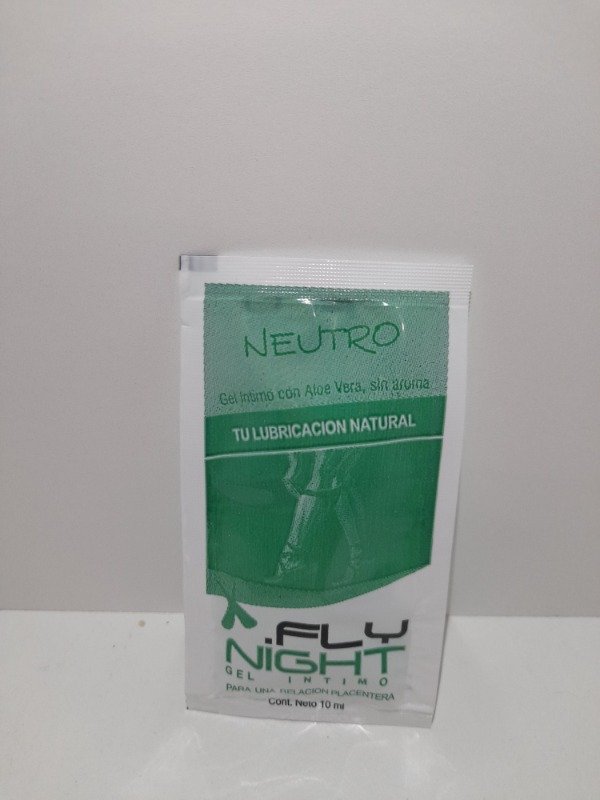 NEUTRO
Gel íntimo con Aloe Vera, sin aroma
TU LUBRICACION NATURAL
.FLY
NiGHT
GEL INTIMO
PARA UNA RELACION PLACENTERA
Cont. Neto 10 ml